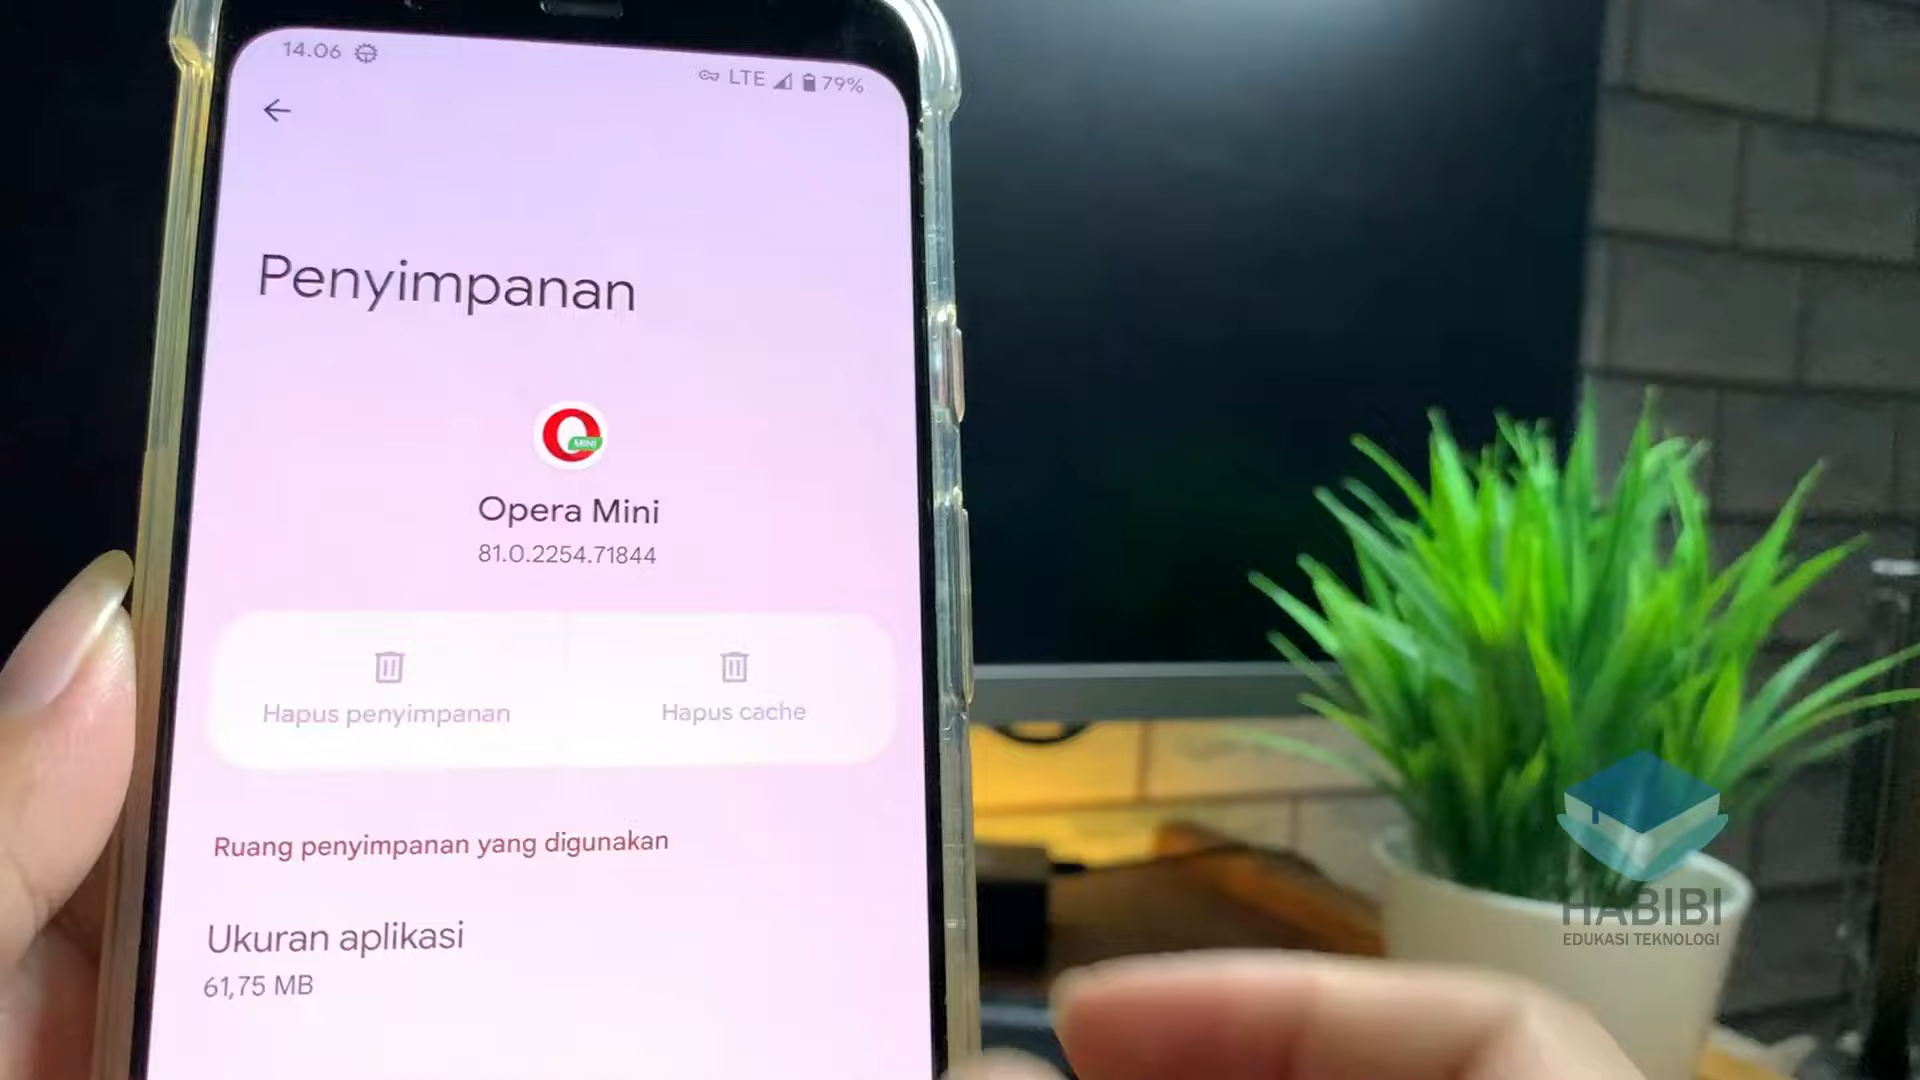 14.06
LTE 79%
Penyimpanan
MINI
Opera Mini
81.0.2254.71844
Hapus penyimpanan
Hapus cache
Ruang penyimpanan yang digunakan
Ukuran aplikasi
61,75 MB
HABIBI
EDUKASI TEKNOLOGI